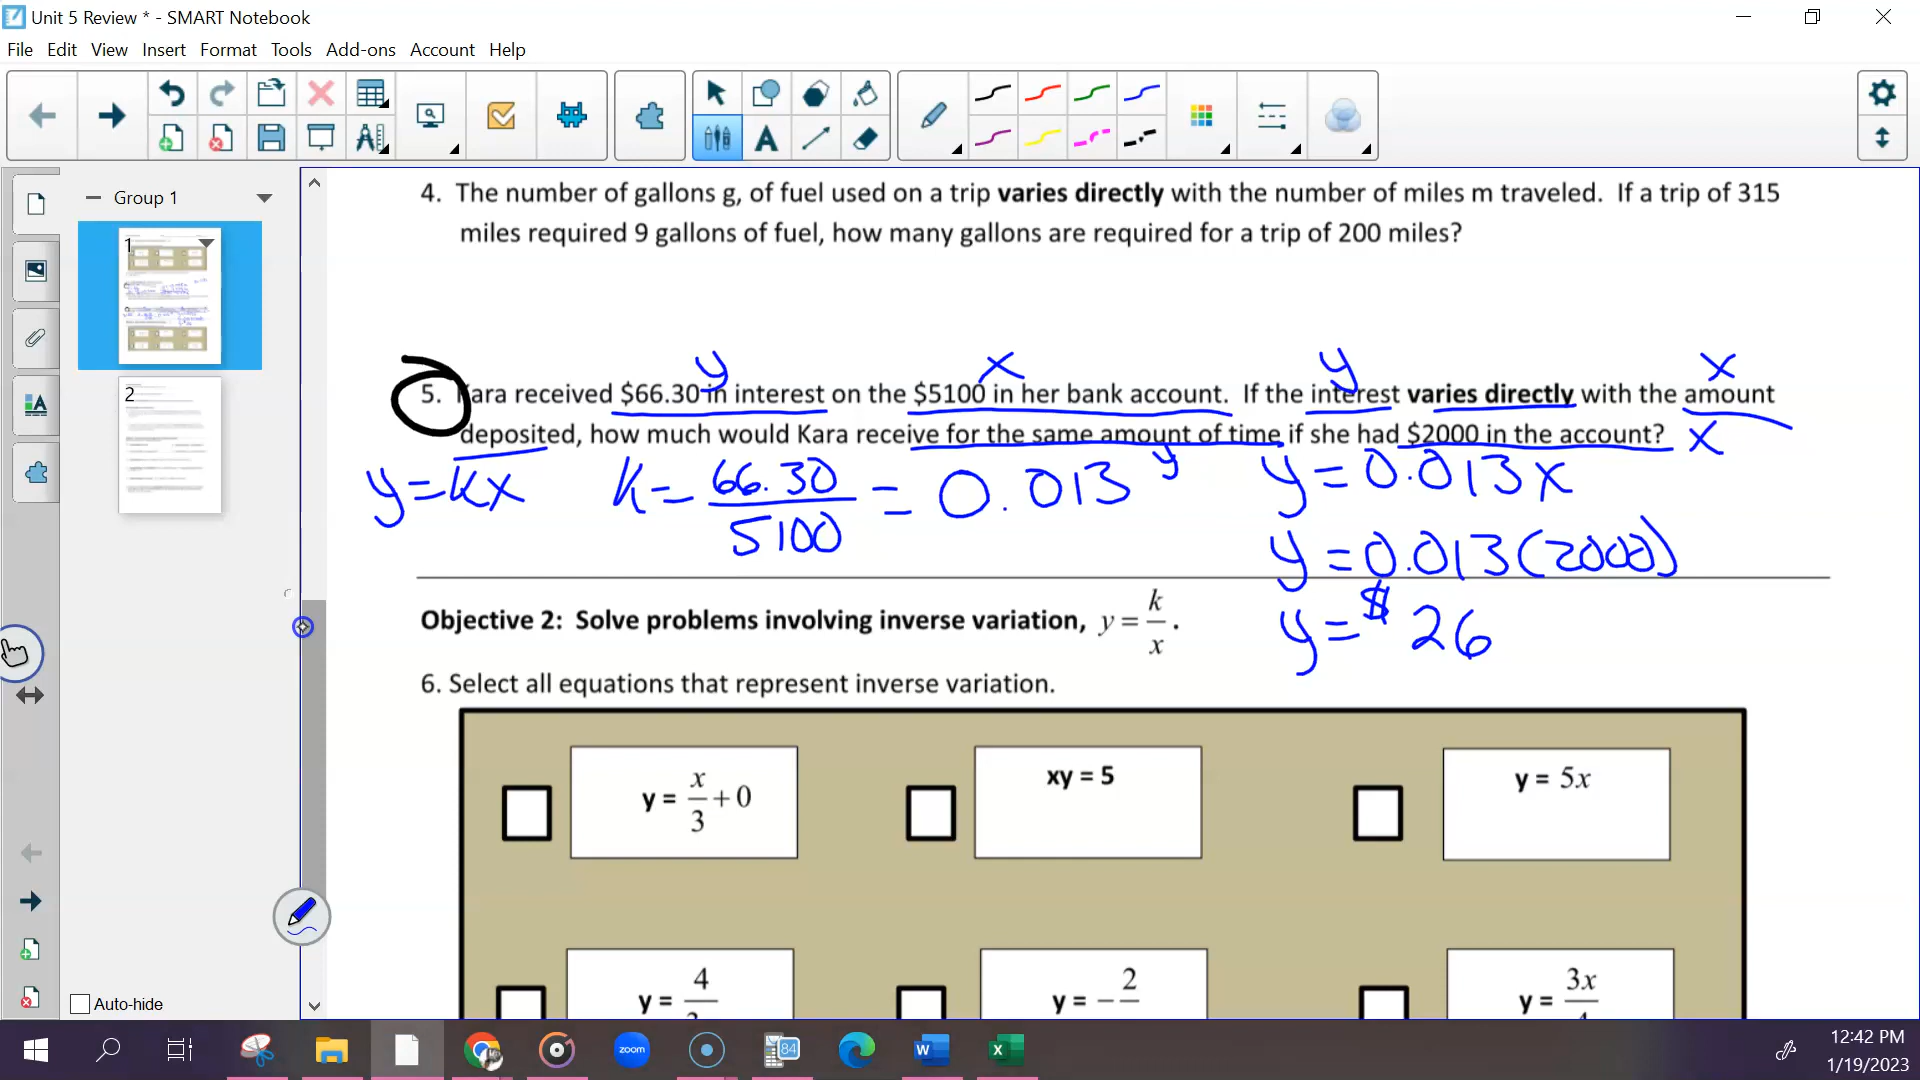 Unit 5 Review * - SMART Notebook
File Edit View Insert Format Tools Add-ons Account Help
Group 1
1
2
4. The number of gallons g, of fuel used on a trip varies directly with the number of miles m traveled. If a trip of 315
miles required 9 gallons of fuel, how many gallons are required for a trip of 200 miles?
y x y x
5. Kara received $66.30 in interest on the $5100 in her bank account. If the interest varies directly with the amount
deposited, how much would Kara receive for the same amount of time if she had $2000 in the account? x
y
y=kx k= 66.30/5100 = 0.013 y=0.013x
y=0.013(2000)
y=$ 26
Objective 2: Solve problems involving inverse variation, y = k/x .
6. Select all equations that represent inverse variation.
y = x/3 + 0 xy = 5 y = 5x
y = 4/ y = -2/ y = 3x/
Auto-hide
zoom
84
12:42 PM
1/19/2023